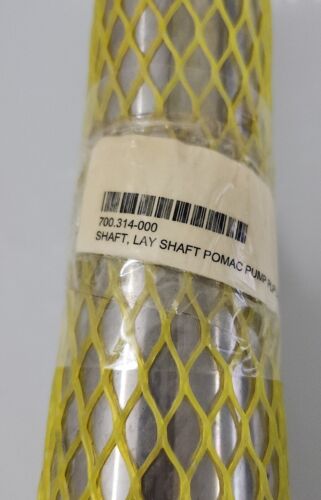 700.314-000
SHAFT, LAY SHAFT POMAC PUMP